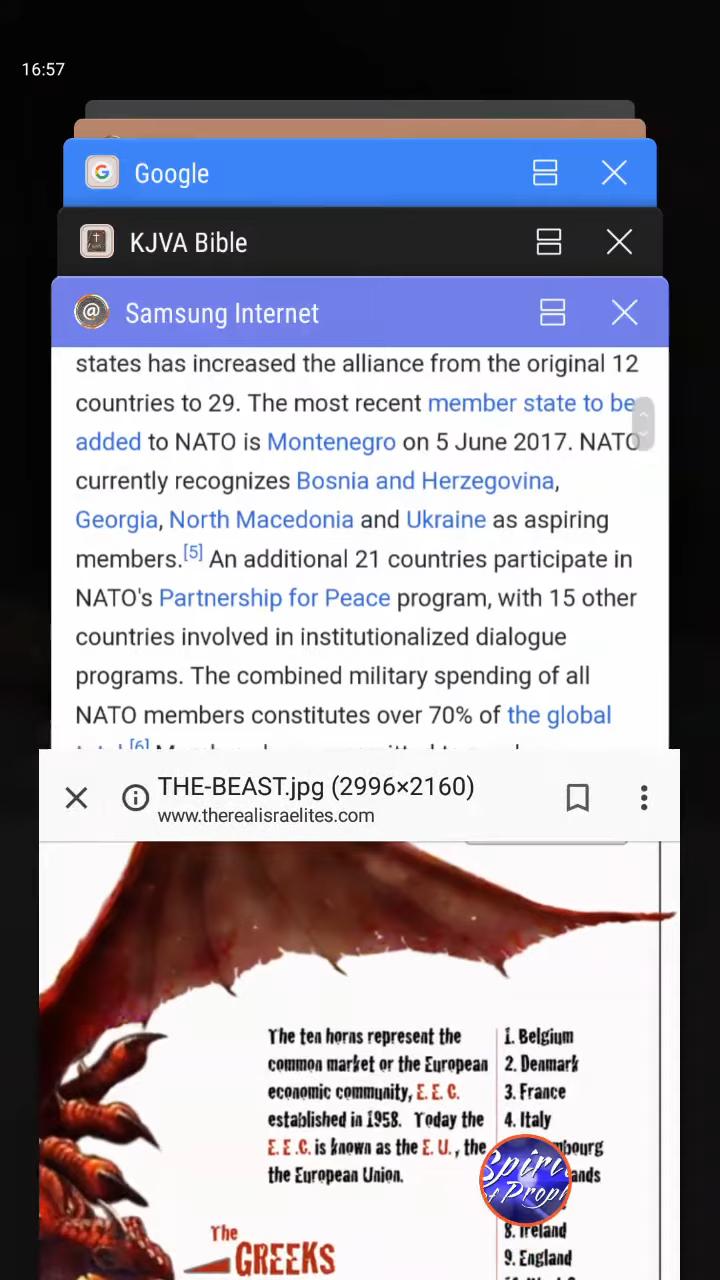 16:57
Google
KJVA Bible
Samsung Internet
states has increased the alliance from the original 12
countries to 29. The most recent member state to be
added to NATO is Montenegro on 5 June 2017. NATO
currently recognizes Bosnia and Herzegovina,
Georgia, North Macedonia and Ukraine as aspiring
members.[5] An additional 21 countries participate in
NATO's Partnership for Peace program, with 15 other
countries involved in institutionalized dialogue
programs. The combined military spending of all
NATO members constitutes over 70% of the global
[6]
THE-BEAST.jpg (2996×2160)
www.therealisraelites.com
The ten horns represent the
common market or the European
economic community, E. E. C.
established in 1958. Today the
E. E. C. is known as the E. U. , the
the European Union.
1. Belgium
2. Denmark
3. France
4. Italy
mbourg
ands
8. Ireland
9. England
Spiri
of Proph
The
GREEKS